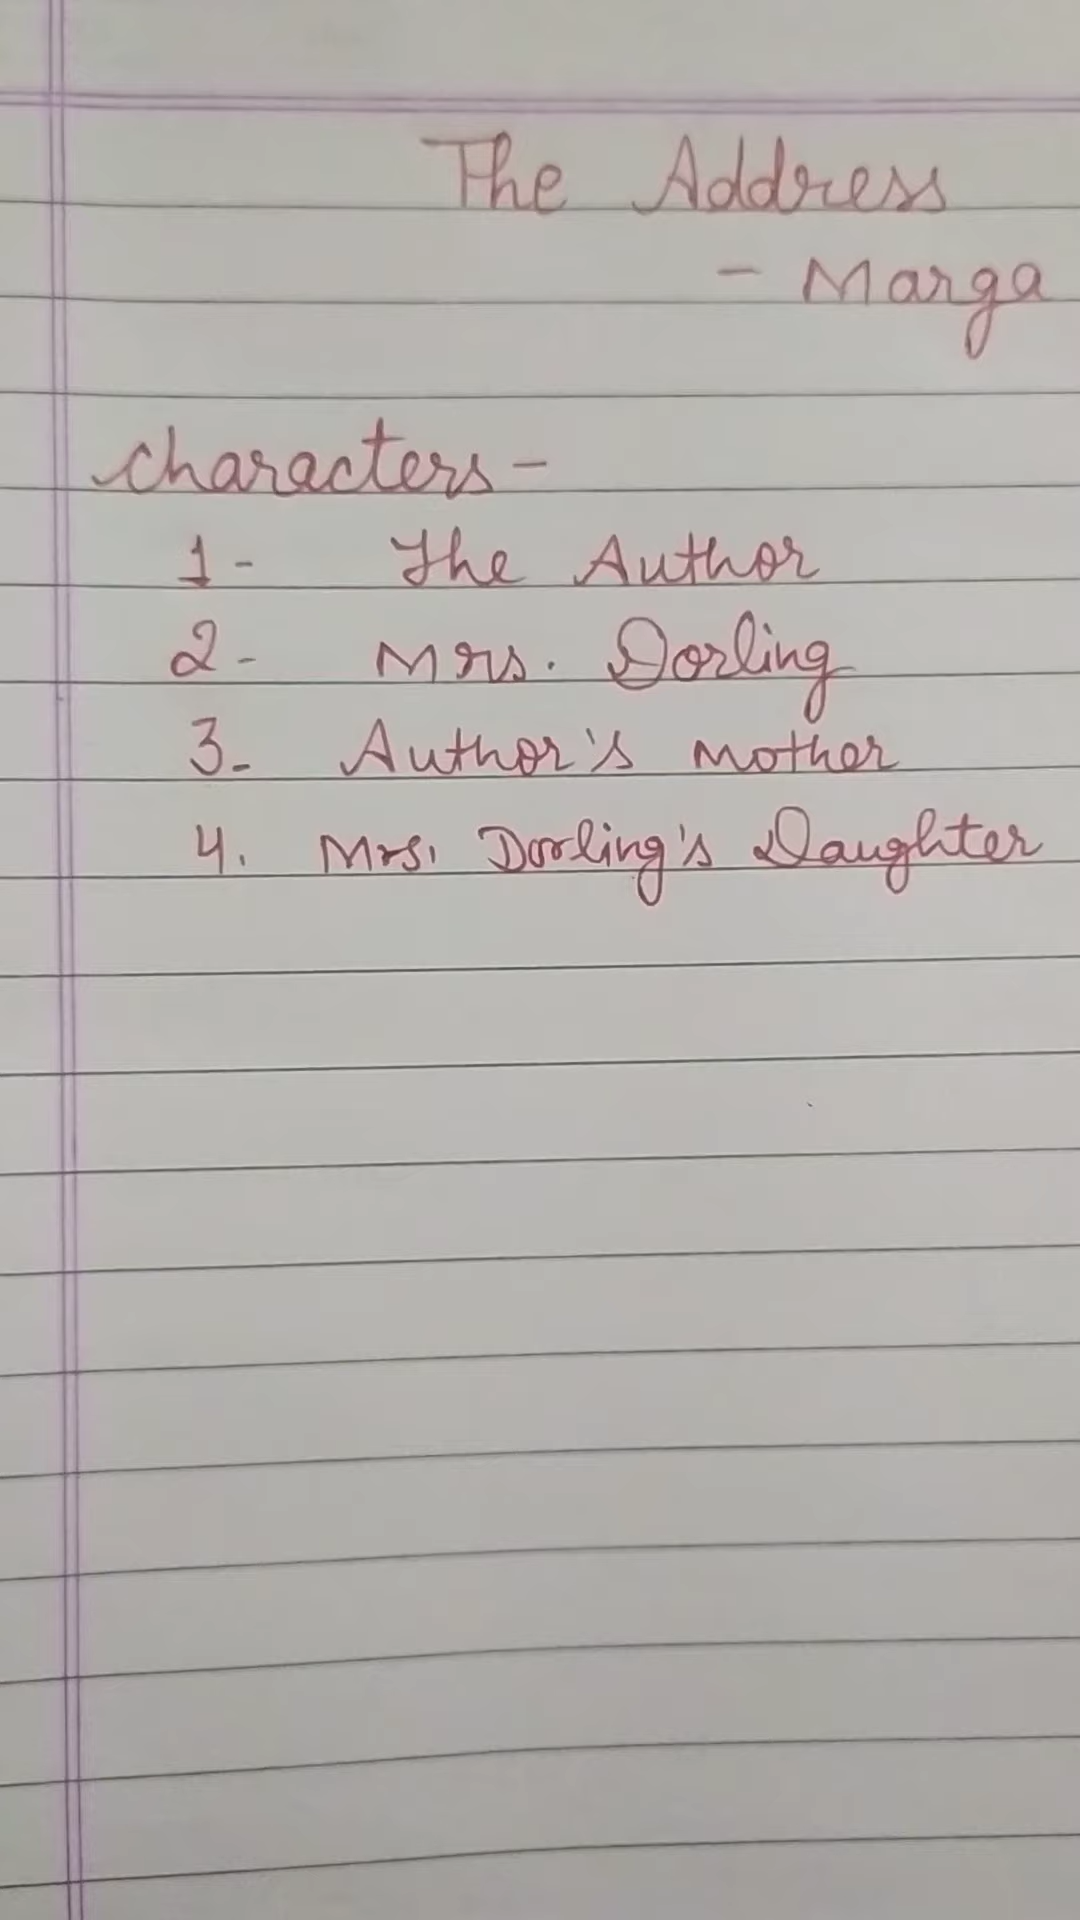 The Address
- Marga
Characters -
1- The Author
2- Mrs. Dorling
3- Author's Mother
4. Mrs. Dorling's Daughter